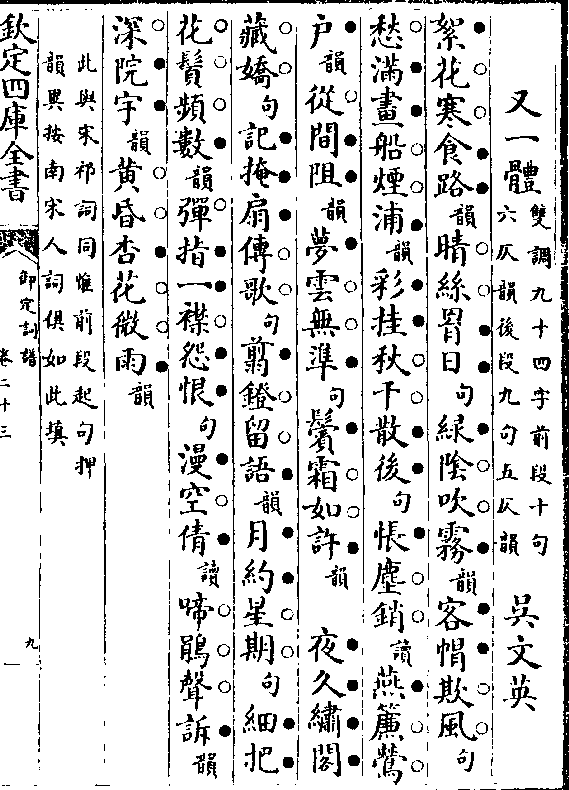 又一體 雙調九十四字前段十句六仄韻後段九句五仄韻 吳文英
絮花寒食路韻晴絲罥日句緑陰吹霧韻客帽欺風句
愁滿畫船煙浦韻彩挂秋千散後句悵塵銷讀燕簾鶯
户韻從間阻韻夢雲無準句鬢霜如許韻 夜久繡閣
藏嬌句記掩扇傳歌句翦鐙留語韻月約星期句細把
花鬚頻數韻彈指一襟怨恨句漫空倩讀啼鵑聲訴韻
深院宇韻黄昏杏花微雨韻
此與宋祁詞同惟前段起句押
韻異按南宋人詞俱如此填
欽定四庫全書 御定詞譜 卷二十三 九